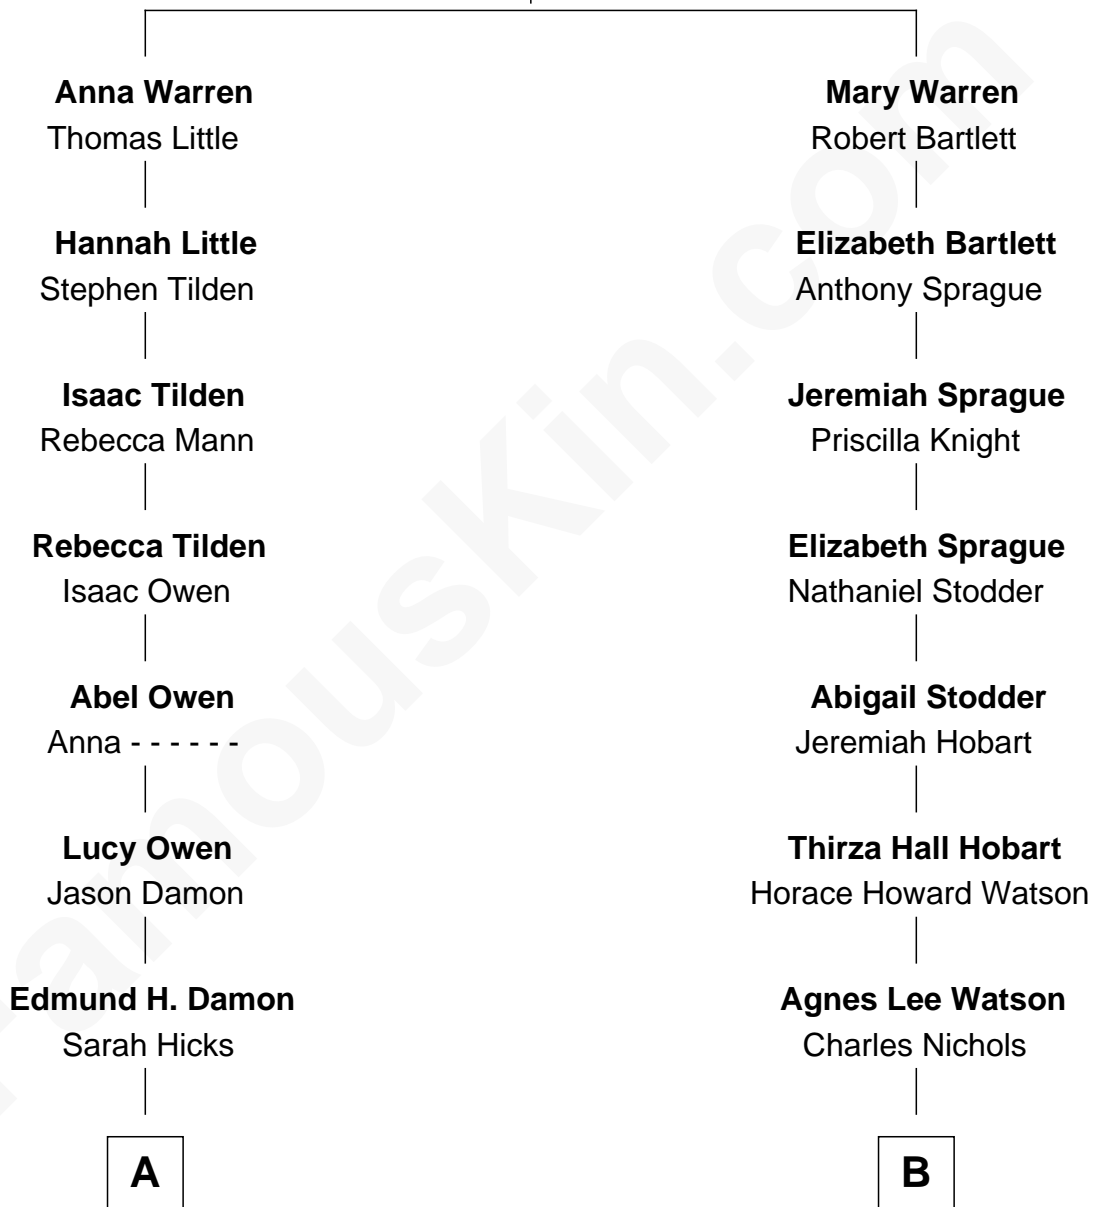 Anna Warren
Thomas Little
Hannah Little
Stephen Tilden
Isaac Tilden
Rebecca Mann
Rebecca Tilden
Isaac Owen
Abel Owen
Anna - - - - - -
Lucy Owen
Jason Damon
Edmund H. Damon
Sarah Hicks
A
Mary Warren
Robert Bartlett
Elizabeth Bartlett
Anthony Sprague
Jeremiah Sprague
Priscilla Knight
Elizabeth Sprague
Nathaniel Stodder
Abigail Stodder
Jeremiah Hobart
Thirza Hall Hobart
Horace Howard Watson
Agnes Lee Watson
Charles Nichols
B
FamousKin.com